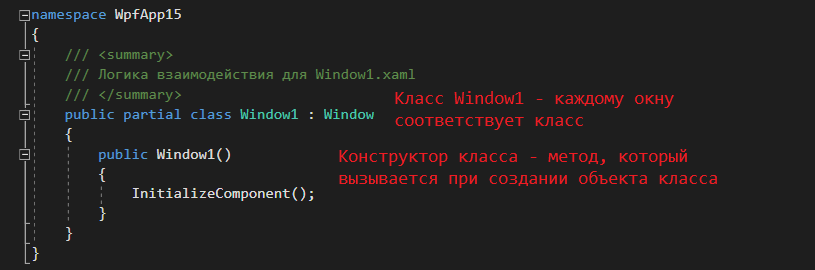 namespace WpfApp15
{
/// <summary>
/// Логика взаимодействия для Window1.xaml
/// </summary>
public partial class Window1 : Window
Класс Window1 - каждому окну
соответствует класс
{
public Window1()
Конструктор класса - метод, который
вызывается при создании объекта класса
{
InitializeComponent();
}
}
}